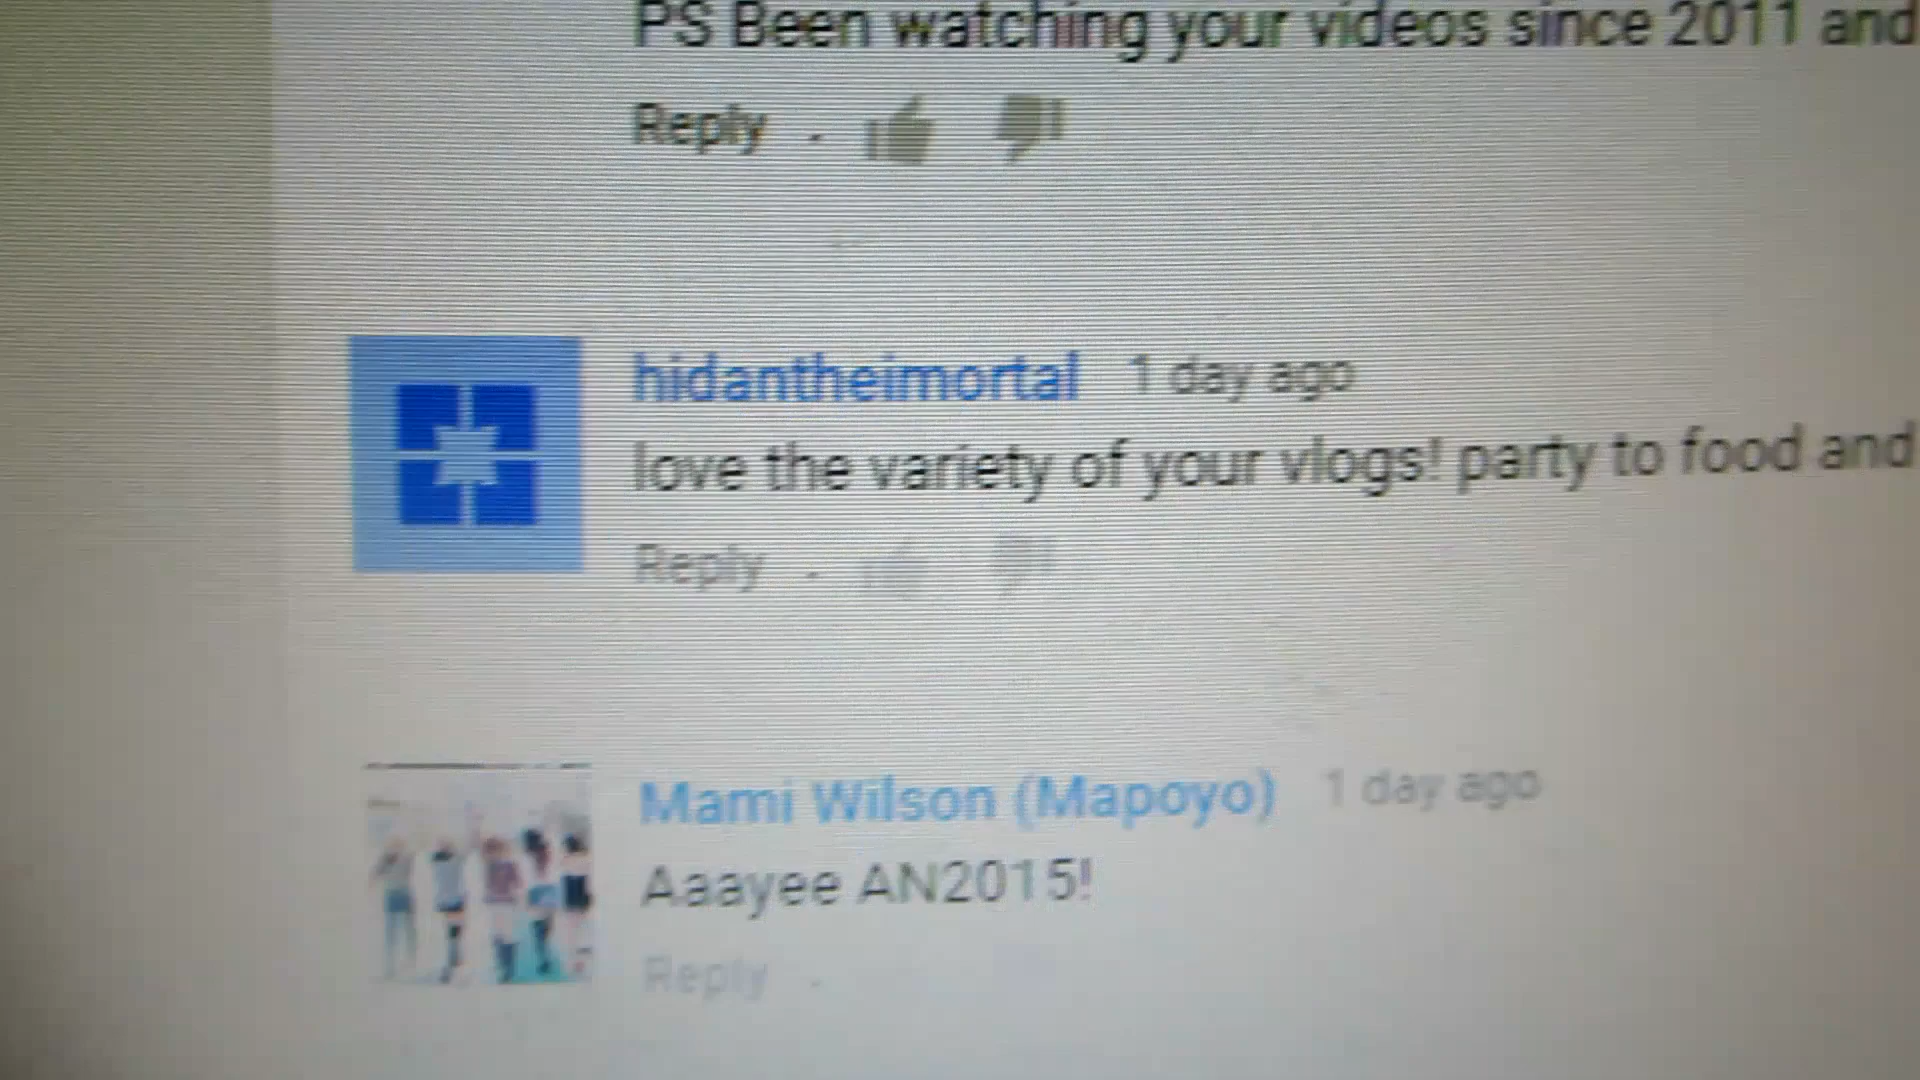 PS Been watching your videos since 2011 and
Reply
hidantheimortal 1 day ago
love the variety of your vlogs! party to food and
Reply
Mami Wilson (Mapoyo) 1 day ago
Aaayee AN2015!
Reply